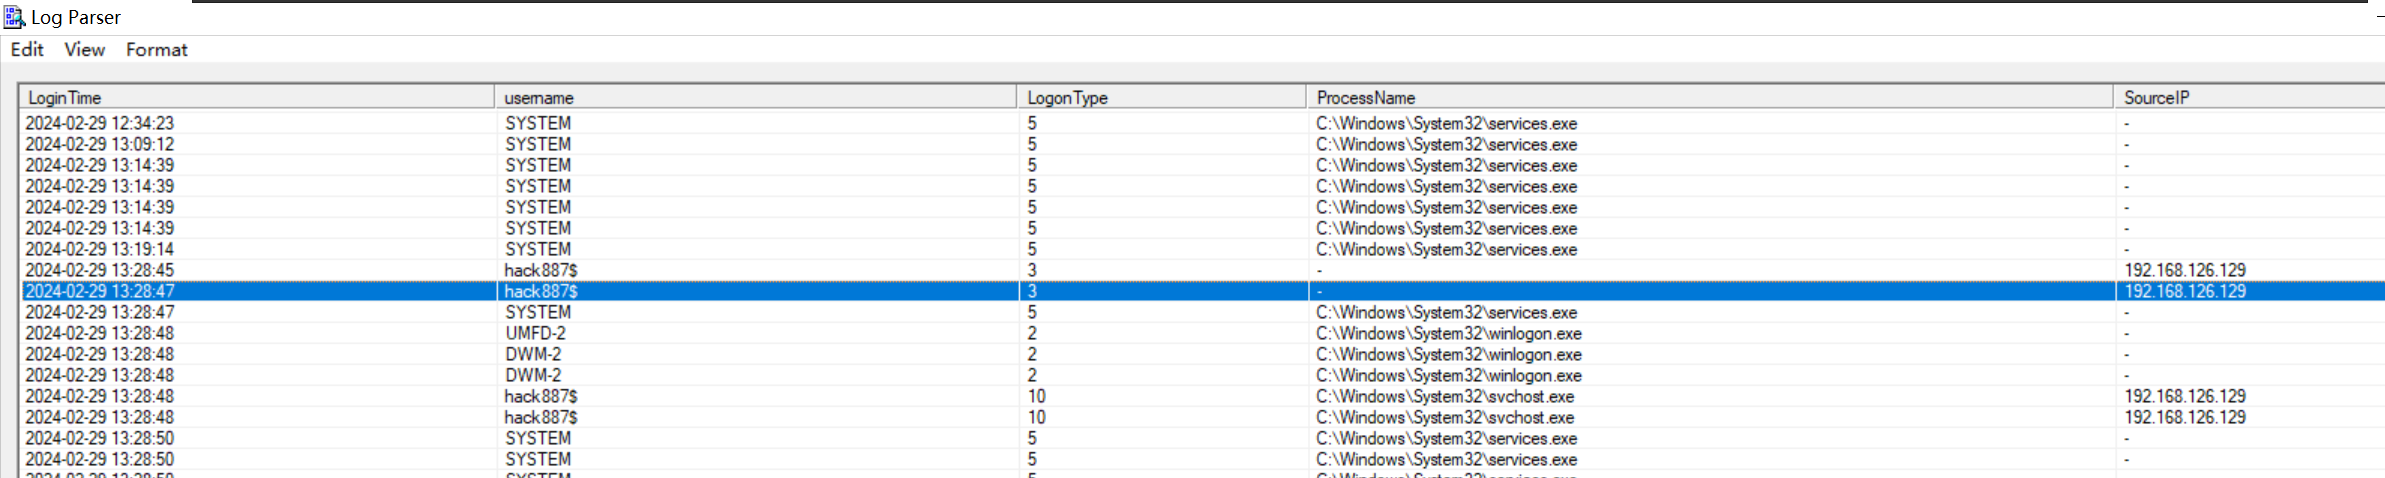 Log Parser
Edit View Format
LoginTime username LogonType ProcessName SourceIP
2024-02-29 12:34:23 SYSTEM 5 C:\Windows\System32\services.exe -
2024-02-29 13:09:12 SYSTEM 5 C:\Windows\System32\services.exe -
2024-02-29 13:14:39 SYSTEM 5 C:\Windows\System32\services.exe -
2024-02-29 13:14:39 SYSTEM 5 C:\Windows\System32\services.exe -
2024-02-29 13:14:39 SYSTEM 5 C:\Windows\System32\services.exe -
2024-02-29 13:14:39 SYSTEM 5 C:\Windows\System32\services.exe -
2024-02-29 13:19:14 SYSTEM 5 C:\Windows\System32\services.exe -
2024-02-29 13:28:45 hack887$ 3 - 192.168.126.129
2024-02-29 13:28:47 hack887$ 3 - 192.168.126.129
2024-02-29 13:28:47 SYSTEM 5 C:\Windows\System32\services.exe -
2024-02-29 13:28:48 UMFD-2 2 C:\Windows\System32\winlogon.exe -
2024-02-29 13:28:48 DWM-2 2 C:\Windows\System32\winlogon.exe -
2024-02-29 13:28:48 DWM-2 2 C:\Windows\System32\winlogon.exe -
2024-02-29 13:28:48 hack887$ 10 C:\Windows\System32\svchost.exe 192.168.126.129
2024-02-29 13:28:48 hack887$ 10 C:\Windows\System32\svchost.exe 192.168.126.129
2024-02-29 13:28:50 SYSTEM 5 C:\Windows\System32\services.exe -
2024-02-29 13:28:50 SYSTEM 5 C:\Windows\System32\services.exe -